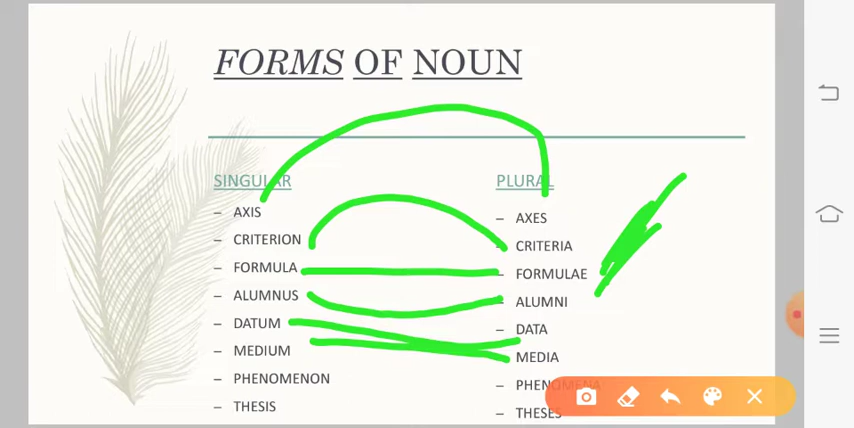 FORMS OF NOUN
SINGULAR
– AXIS
– CRITERION
– FORMULA
– ALUMNUS
– DATUM
– MEDIUM
– PHENOMENON
– THESIS
PLURAL
– AXES
– CRITERIA
– FORMULAE
– ALUMNI
– DATA
– MEDIA
– PHENOMENA
– THESES